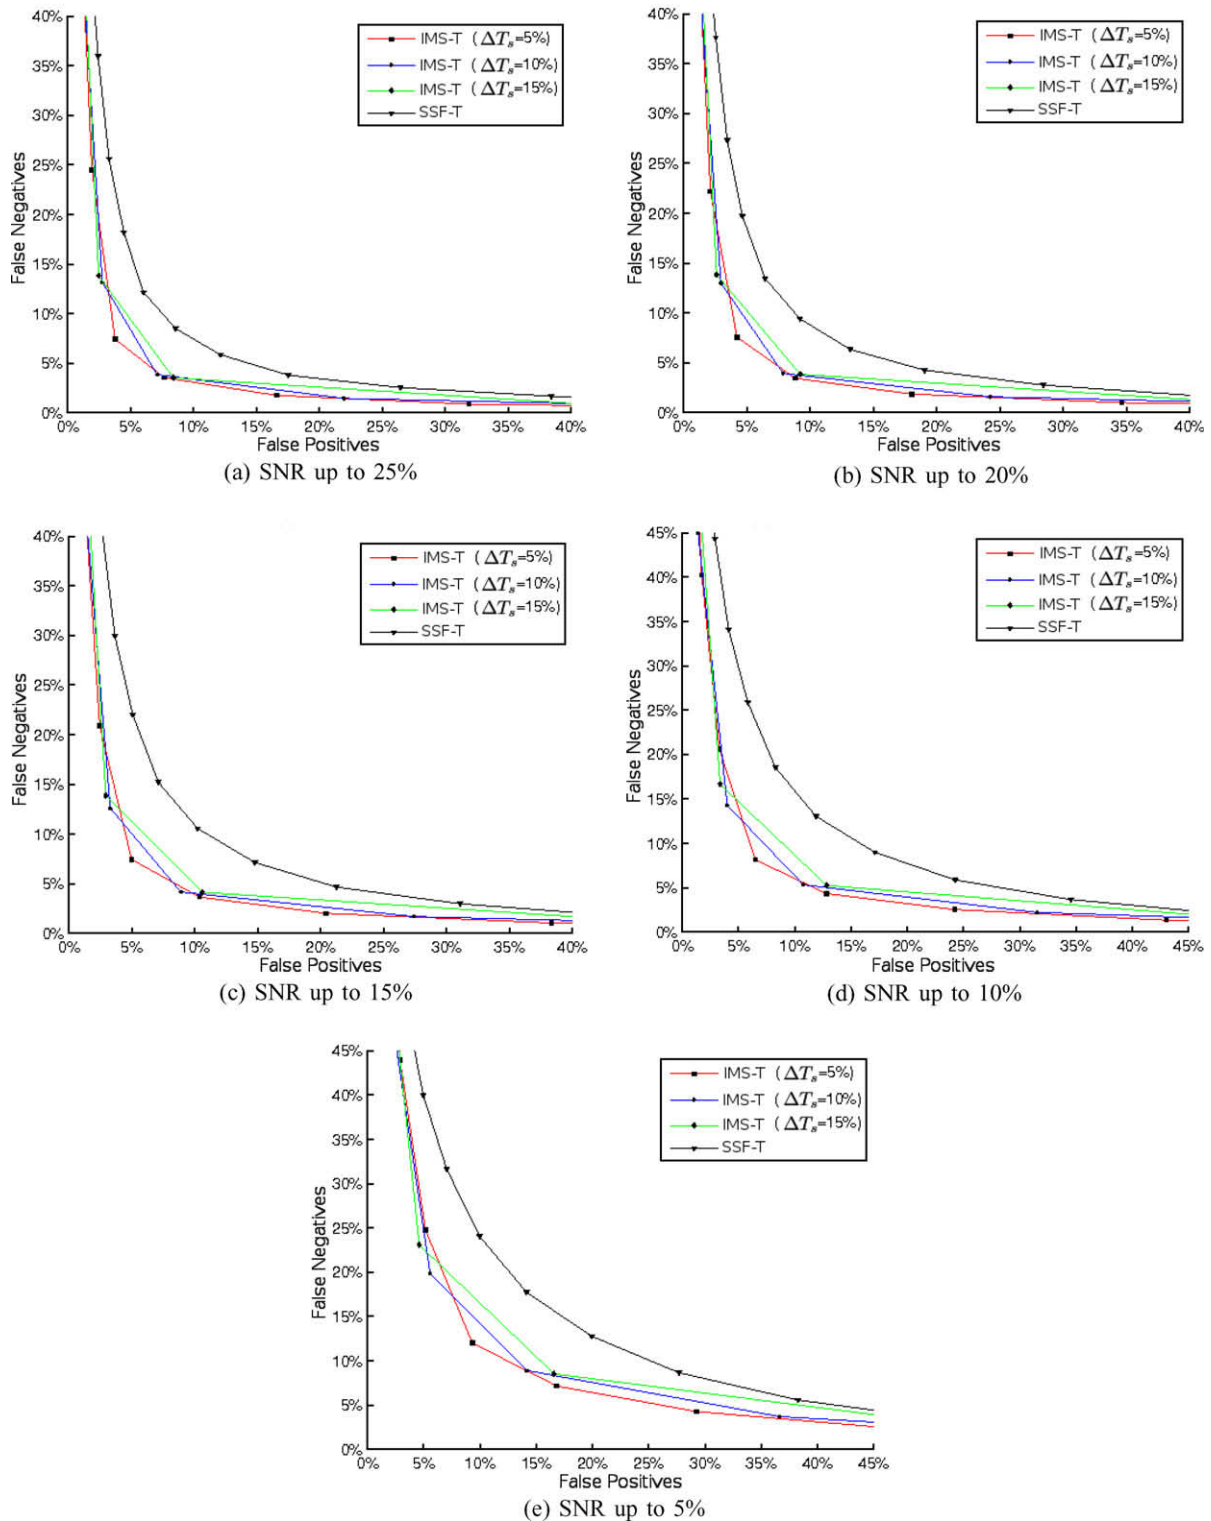 40%
35%
30%
25%
20%
15%
10%
5%
0%
False Negatives
IMS-T (ΔTₛ=5%)
IMS-T (ΔTₛ=10%)
IMS-T (ΔTₛ=15%)
SSF-T
0% 5% 10% 15% 20% 25% 30% 35% 40%
False Positives
(a) SNR up to 25%
40%
35%
30%
25%
20%
15%
10%
5%
0%
False Negatives
IMS-T (ΔTₛ=5%)
IMS-T (ΔTₛ=10%)
IMS-T (ΔTₛ=15%)
SSF-T
0% 5% 10% 15% 20% 25% 30% 35% 40%
False Positives
(b) SNR up to 20%
40%
35%
30%
25%
20%
15%
10%
5%
0%
False Negatives
IMS-T (ΔTₛ=5%)
IMS-T (ΔTₛ=10%)
IMS-T (ΔTₛ=15%)
SSF-T
0% 5% 10% 15% 20% 25% 30% 35% 40%
False Positives
(c) SNR up to 15%
45%
40%
35%
30%
25%
20%
15%
10%
5%
0%
False Negatives
IMS-T (ΔTₛ=5%)
IMS-T (ΔTₛ=10%)
IMS-T (ΔTₛ=15%)
SSF-T
0% 5% 10% 15% 20% 25% 30% 35% 40% 45%
False Positives
(d) SNR up to 10%
45%
40%
35%
30%
25%
20%
15%
10%
5%
0%
False Negatives
IMS-T (ΔTₛ=5%)
IMS-T (ΔTₛ=10%)
IMS-T (ΔTₛ=15%)
SSF-T
0% 5% 10% 15% 20% 25% 30% 35% 40% 45%
False Positives
(e) SNR up to 5%